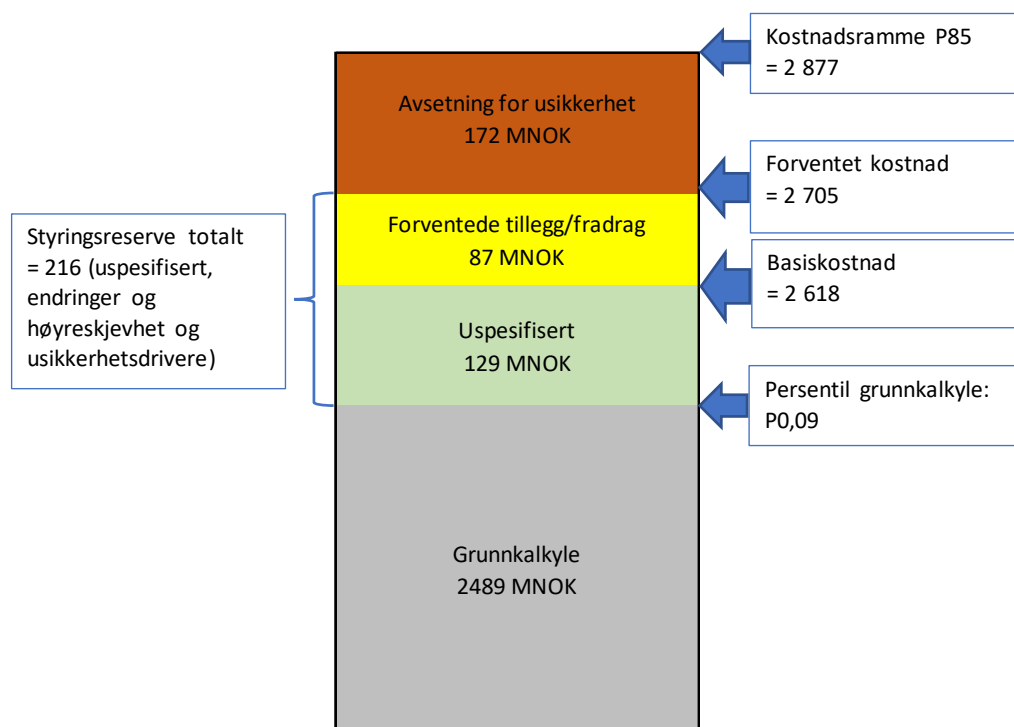 Kostnadsramme P85
= 2 877
Avsetning for usikkerhet
172 MNOK
Forventet kostnad
= 2 705
Forventede tillegg/fradrag
87 MNOK
Styringsreserve totalt
= 216 (uspesifisert,
endringer og
høyreskjevhet og
usikkerhetsdrivere)
Basiskostnad
= 2 618
Uspesifisert
129 MNOK
Persentil grunnkalkyle:
P0,09
Grunnkalkyle
2489 MNOK